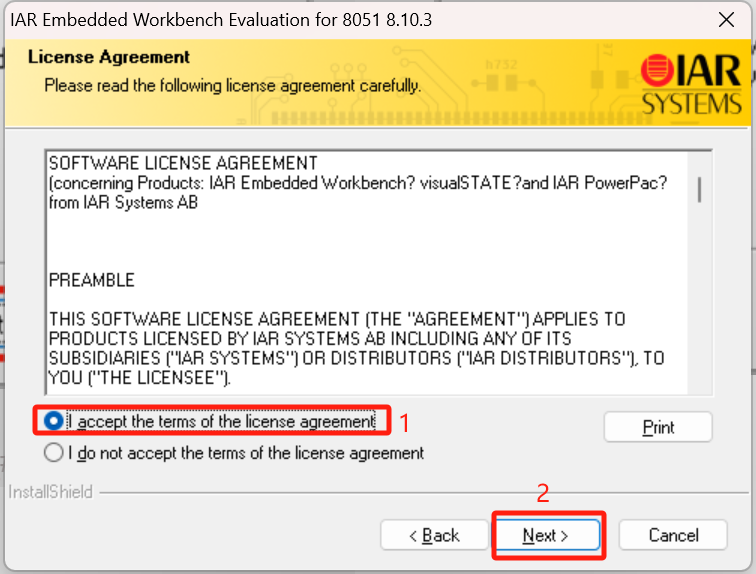 IAR Embedded Workbench Evaluation for 8051 8.10.3
License Agreement
Please read the following license agreement carefully.
h732
IAR
SYSTEMS
SOFTWARE LICENSE AGREEMENT
(concerning Products: IAR Embedded Workbench? visualSTATE?and IAR PowerPac?
from IAR Systems AB
PREAMBLE
THIS SOFTWARE LICENSE AGREEMENT (THE "AGREEMENT") APPLIES TO
PRODUCTS LICENSED BY IAR SYSTEMS AB INCLUDING ANY OF ITS
SUBSIDIARIES ("IAR SYSTEMS") OR DISTRIBUTORS ("IAR DISTRIBUTORS"), TO
YOU ("THE LICENSEE").
I accept the terms of the license agreement 1
Print
I do not accept the terms of the license agreement
InstallShield
2
< Back Next > Cancel